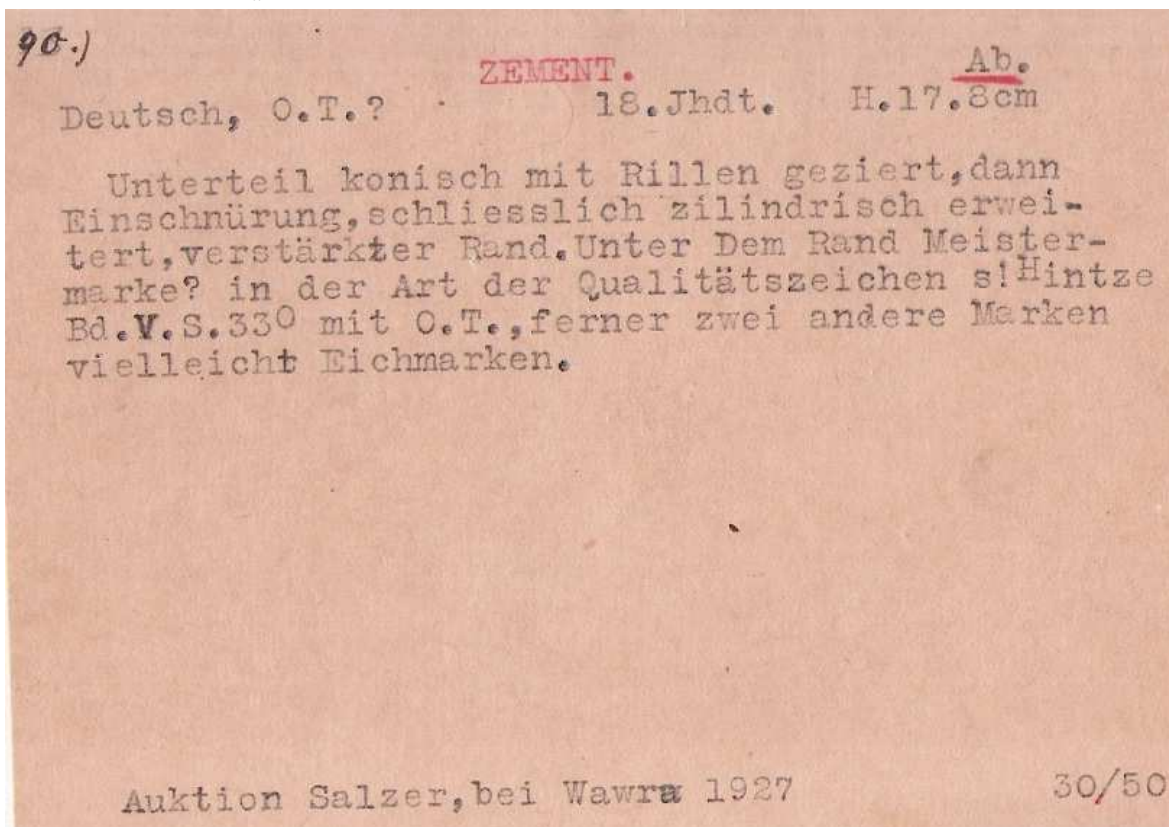 90.)
ZEMENT. Ab.
Deutsch, O.T.? 18.Jhdt. H.17.8cm
Unterteil konisch mit Rillen geziert,dann
Einschnürung,schliesslich zilindrisch erwei-
tert,verstärkter Rand.Unter Dem Rand Meister-
marke? in der Art der Qualitätszeichen s!Hintze
Bd.V.S.330 mit O.T.,ferner zwei andere Marken
vielleicht Eichmarken.
Auktion Salzer,bei Wawra 1927 30/50